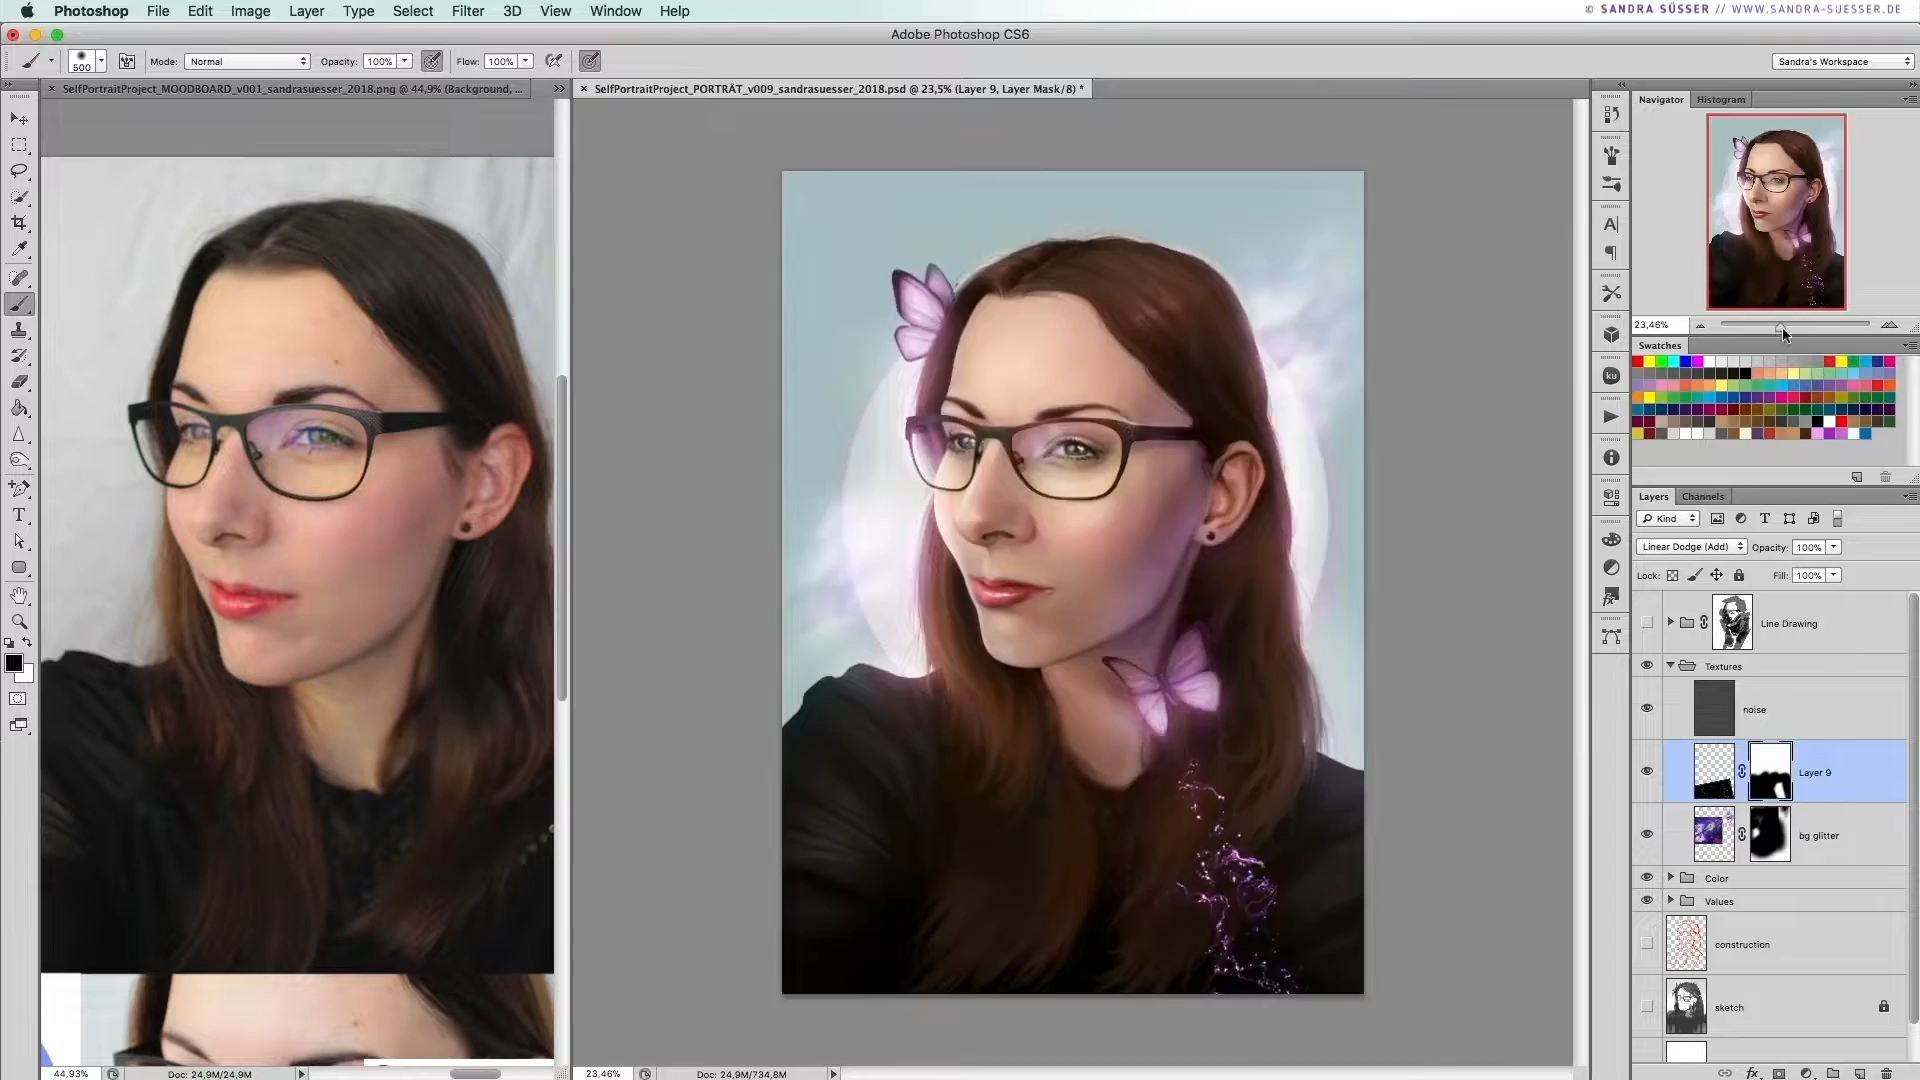 Photoshop File Edit Image Layer Type Select Filter 3D View Window Help
© SANDRA SÜSSER // WWW.SANDRA-SUESSER.DE
Adobe Photoshop CS6
500 Mode: Normal Opacity: 100% Flow: 100% Sandra's Workspace
SelfPortraitProject_MOODBOARD_v001_sandrasuesser_2018.png @ 44,9% (Background, ...
SelfPortraitProject_PORTRÄT_v009_sandrasuesser_2018.psd @ 23,5% (Layer 9, Layer Mask/8) *
Navigator Histogram
23,46%
Swatches
ku
Layers Channels
Kind
Linear Dodge (Add) Opacity: 100%
Lock: Fill: 100%
Line Drawing
Textures
noise
Layer 9
bg glitter
Color
Values
construction
sketch
44,93% Doc: 24,9M/24,9M
23,46% Doc: 24,9M/734,8M
fx